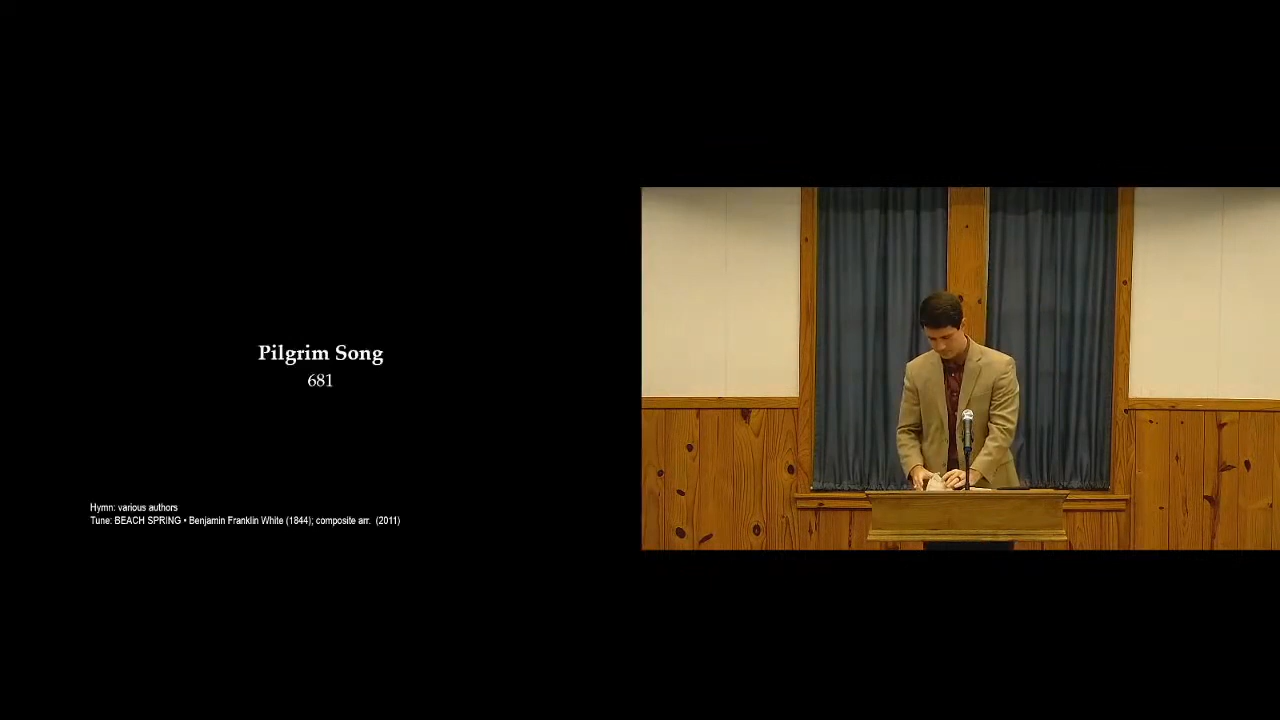 Pilgrim Song
681
Hymn: various authors
Tune: BEACH SPRING • Benjamin Franklin White (1844); composite arr. (2011)